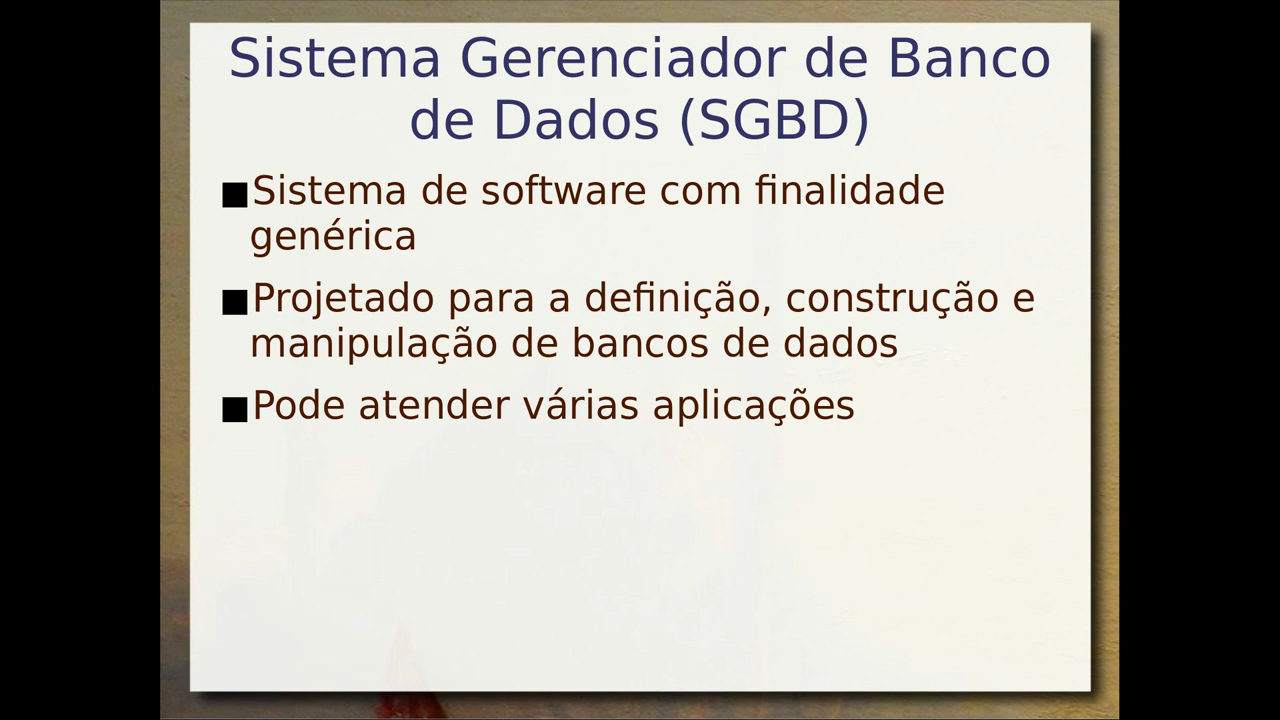 Sistema Gerenciador de Banco
de Dados (SGBD)
■Sistema de software com finalidade
genérica
■Projetado para a definição, construção e
manipulação de bancos de dados
■Pode atender várias aplicações